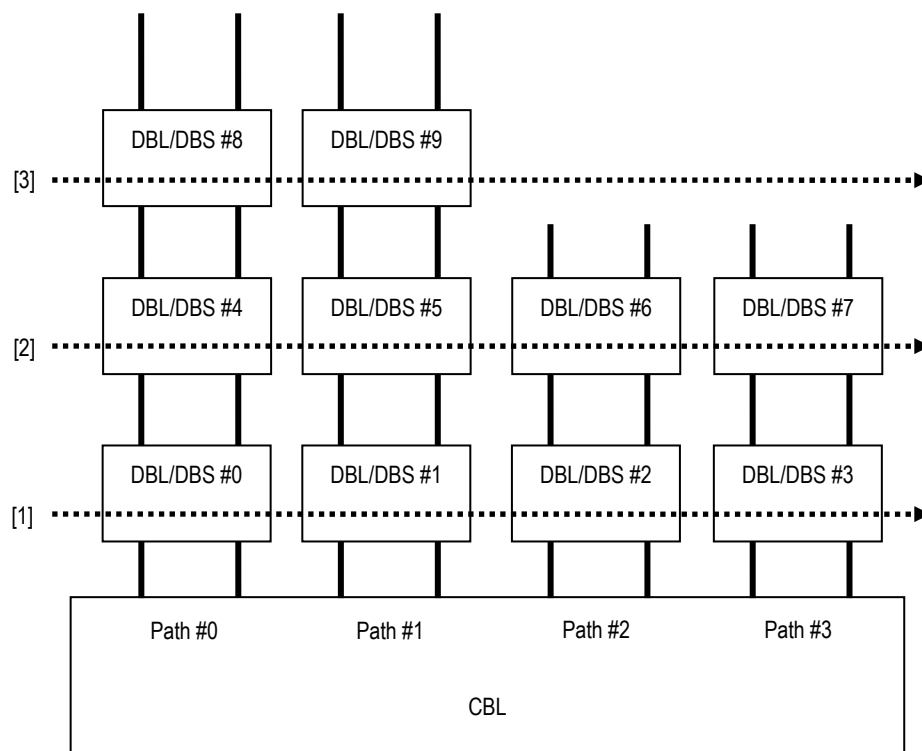 DBL/DBS #8 DBL/DBS #9
[3]
DBL/DBS #4 DBL/DBS #5 DBL/DBS #6 DBL/DBS #7
[2]
DBL/DBS #0 DBL/DBS #1 DBL/DBS #2 DBL/DBS #3
[1]
Path #0 Path #1 Path #2 Path #3
CBL